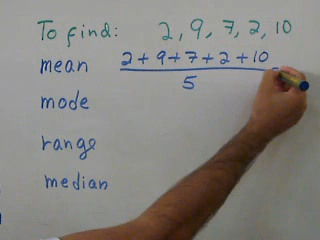 To find: 2, 9, 7, 2, 10
mean 2+9+7+2+10
5
mode
range
median